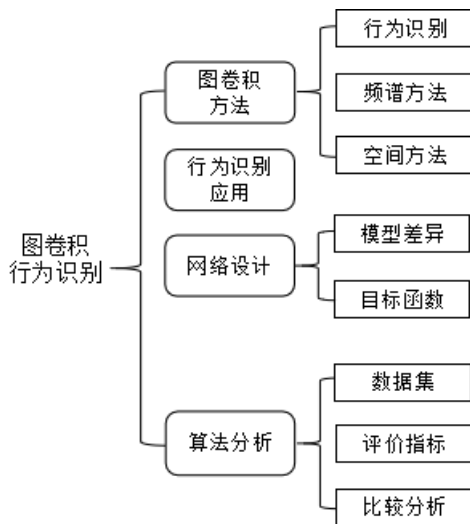 图卷积
行为识别
图卷积
方法
行为识别
频谱方法
空间方法
行为识别
应用
网络设计
模型差异
目标函数
算法分析
数据集
评价指标
比较分析